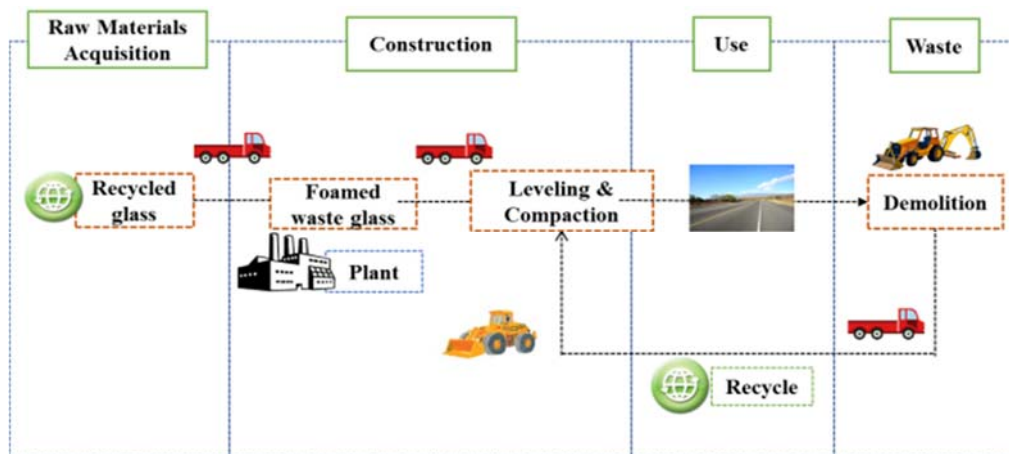 Raw Materials
Acquisition
Construction
Use
Waste
Recycled
glass
Foamed
waste glass
Leveling &
Compaction
Demolition
Plant
Recycle